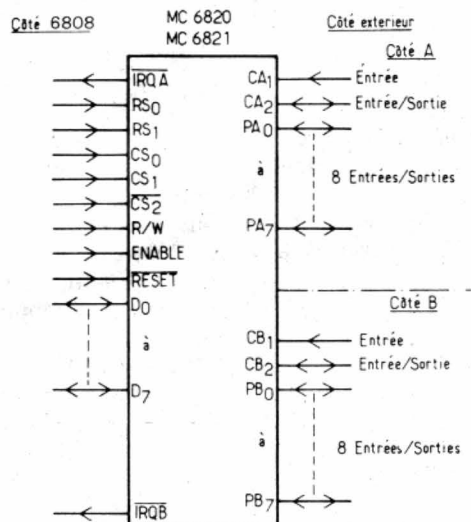 Côté 6808
MC 6820
MC 6821
Côté exterieur
Côté A
IRQA
RS0
RS1
CS0
CS1
CS2
R/W
ENABLE
RESET
D0
à
D7
IRQB
CA1 Entrée
CA2 Entrée/Sortie
PA0
à
8 Entrées/Sorties
PA7
Côté B
CB1 Entrée
CB2 Entrée/Sortie
PB0
à
8 Entrées/Sorties
PB7